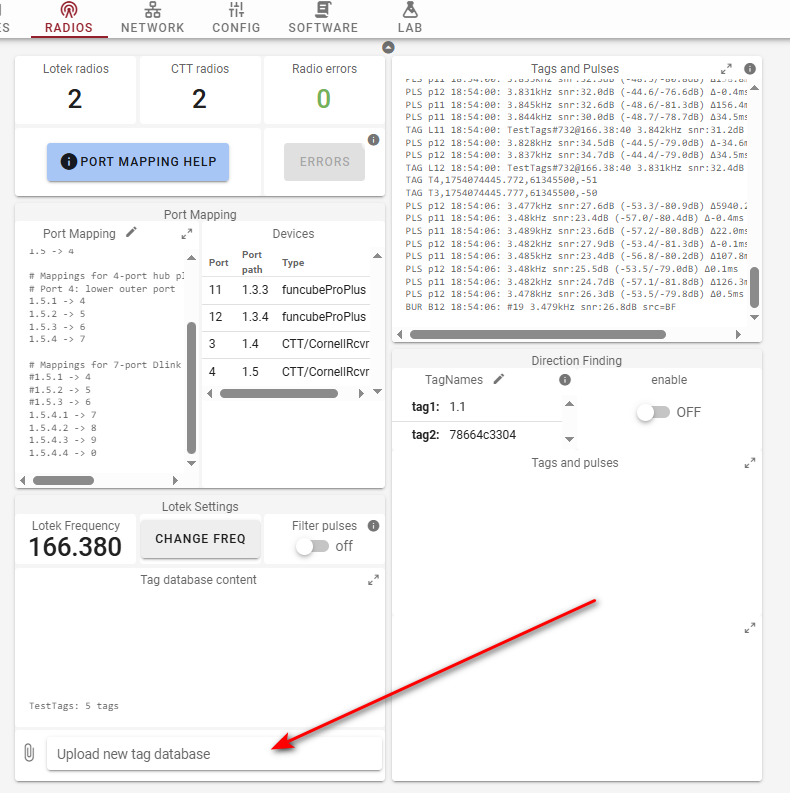 ES
RADIOS
NETWORK
CONFIG
SOFTWARE
LAB
Lotek radios
2
CTT radios
2
Radio errors
0
PORT MAPPING HELP
ERRORS
Port Mapping
Port Mapping
1.5 -> 4
# Mappings for 4-port hub pl
# Port 4: lower outer port
1.5.1 -> 4
1.5.2 -> 5
1.5.3 -> 6
1.5.4 -> 7
# Mappings for 7-port Dlink
#1.5.1 -> 4
#1.5.2 -> 5
#1.5.3 -> 6
1.5.4.1 -> 7
1.5.4.2 -> 8
1.5.4.3 -> 9
1.5.4.4 -> 0
Devices
Port Port path Type
11 1.3.3 funcubeProPlus
12 1.3.4 funcubeProPlus
3 1.4 CTT/CornellRcvr
4 1.5 CTT/CornellRcvr
Lotek Settings
Lotek Frequency
166.380
CHANGE FREQ
Filter pulses
off
Tag database content
TestTags: 5 tags
Upload new tag database
Tags and Pulses
PLS p12 18:54:00: 3.831kHz snr:32.0dB (-44.6/-76.6dB) Δ-0.4ms
PLS p11 18:54:00: 3.845kHz snr:32.6dB (-48.6/-81.3dB) Δ156.4m
PLS p11 18:54:00: 3.844kHz snr:30.0dB (-48.7/-78.7dB) Δ34.5ms
TAG L11 18:54:00: TestTags#732@166.38:40 3.842kHz snr:31.2dB
PLS p12 18:54:00: 3.828kHz snr:34.5dB (-44.5/-79.0dB) Δ-34.6m
PLS p12 18:54:00: 3.837kHz snr:34.7dB (-44.4/-79.0dB) Δ34.5ms
TAG L12 18:54:00: TestTags#732@166.38:40 3.831kHz snr:32.4dB
TAG T4,1754074445.772,61345500,-51
TAG T3,1754074445.777,61345500,-50
PLS p12 18:54:06: 3.477kHz snr:27.6dB (-53.3/-80.9dB) Δ5940.2
PLS p11 18:54:06: 3.48kHz snr:23.4dB (-57.0/-80.4dB) Δ-0.4ms
PLS p11 18:54:06: 3.489kHz snr:23.6dB (-57.2/-80.8dB) Δ22.0ms
PLS p12 18:54:06: 3.482kHz snr:27.9dB (-53.4/-81.3dB) Δ-0.1ms
PLS p11 18:54:06: 3.485kHz snr:23.4dB (-56.8/-80.2dB) Δ107.8m
PLS p12 18:54:06: 3.48kHz snr:25.5dB (-53.5/-79.0dB) Δ0.1ms
PLS p11 18:54:06: 3.482kHz snr:24.7dB (-57.1/-81.8dB) Δ126.3m
PLS p12 18:54:06: 3.478kHz snr:26.3dB (-53.5/-79.8dB) Δ0.5ms
BUR B12 18:54:06: #19 3.479kHz snr:26.8dB src=BF
Direction Finding
TagNames
enable
tag1: 1.1
tag2: 78664c3304
OFF
Tags and pulses